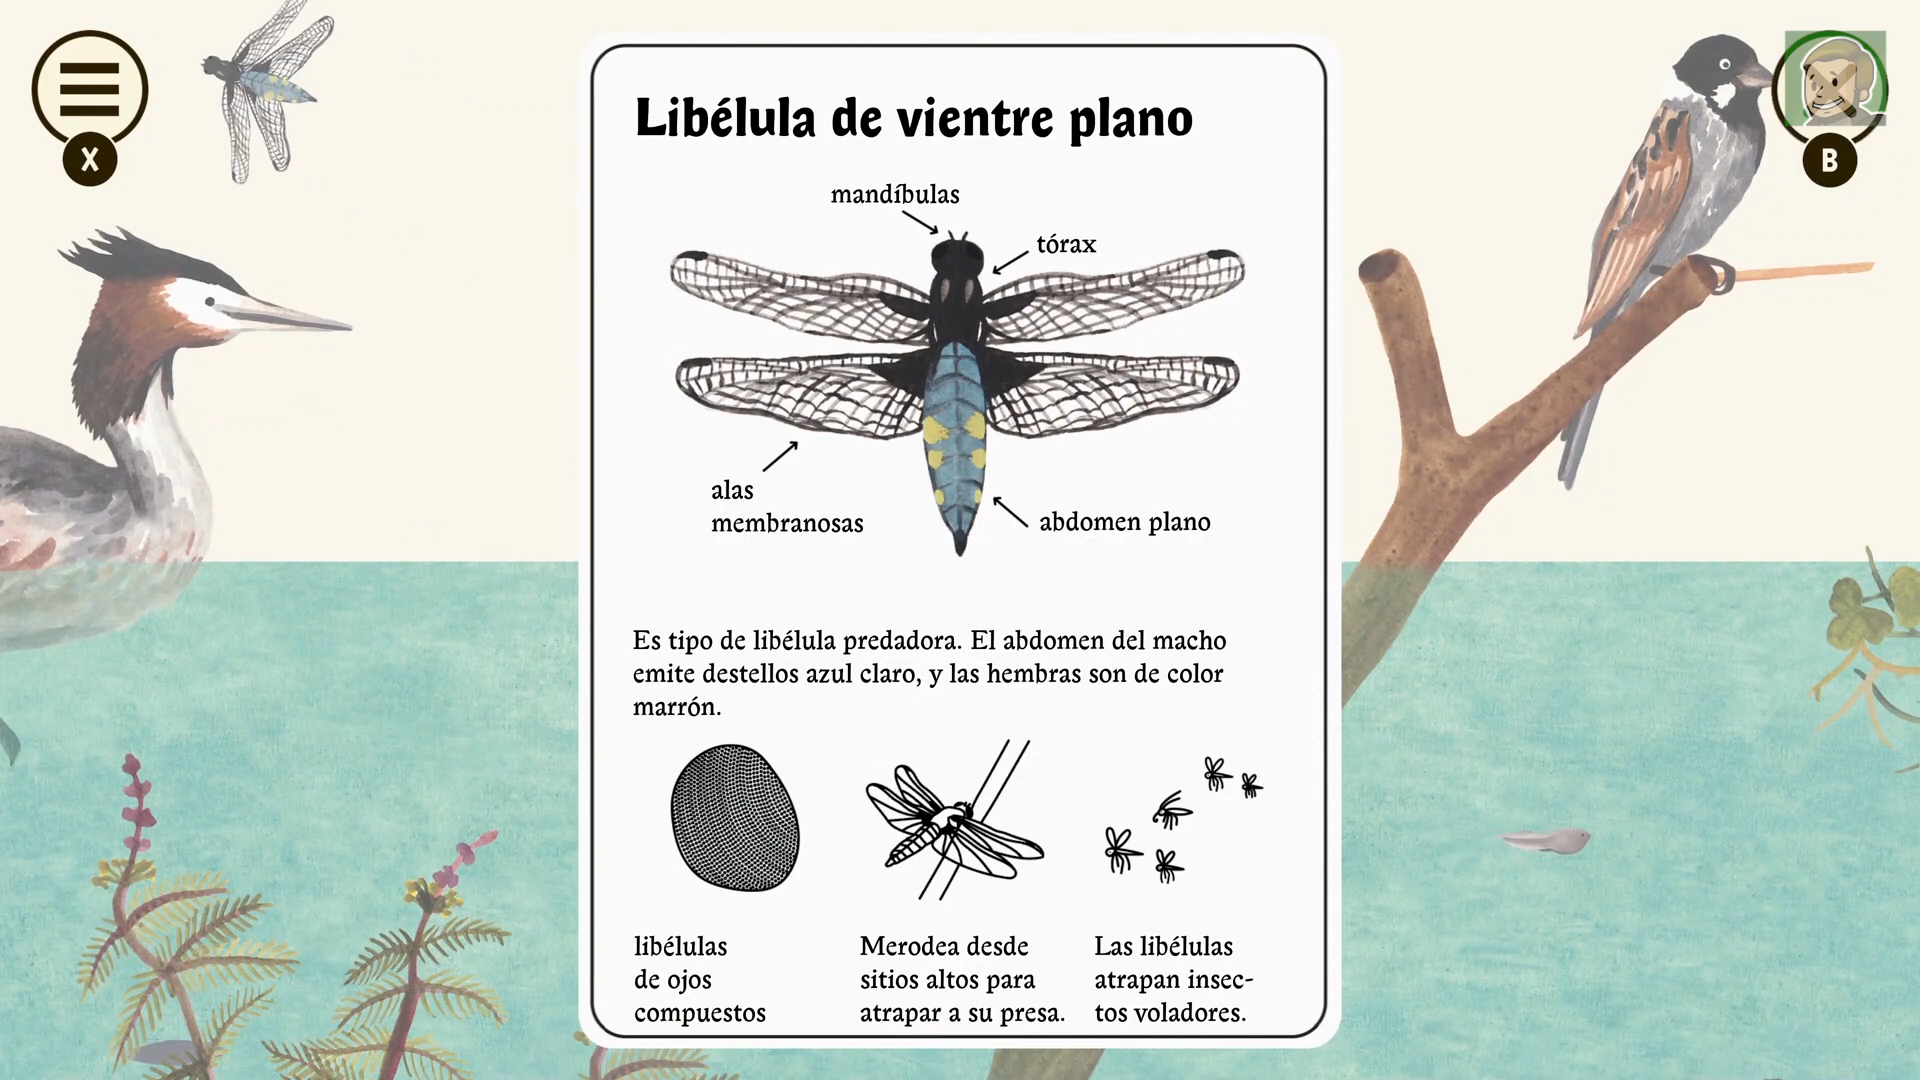 Libélula de vientre plano
mandíbulas
tórax
alas
membranosas
abdomen plano
Es tipo de libélula predadora. El abdomen del macho
emite destellos azul claro, y las hembras son de color
marrón.
libélulas
de ojos
compuestos
Merodea desde
sitios altos para
atrapar a su presa.
Las libélulas
atrapan insec-
tos voladores.
X
B